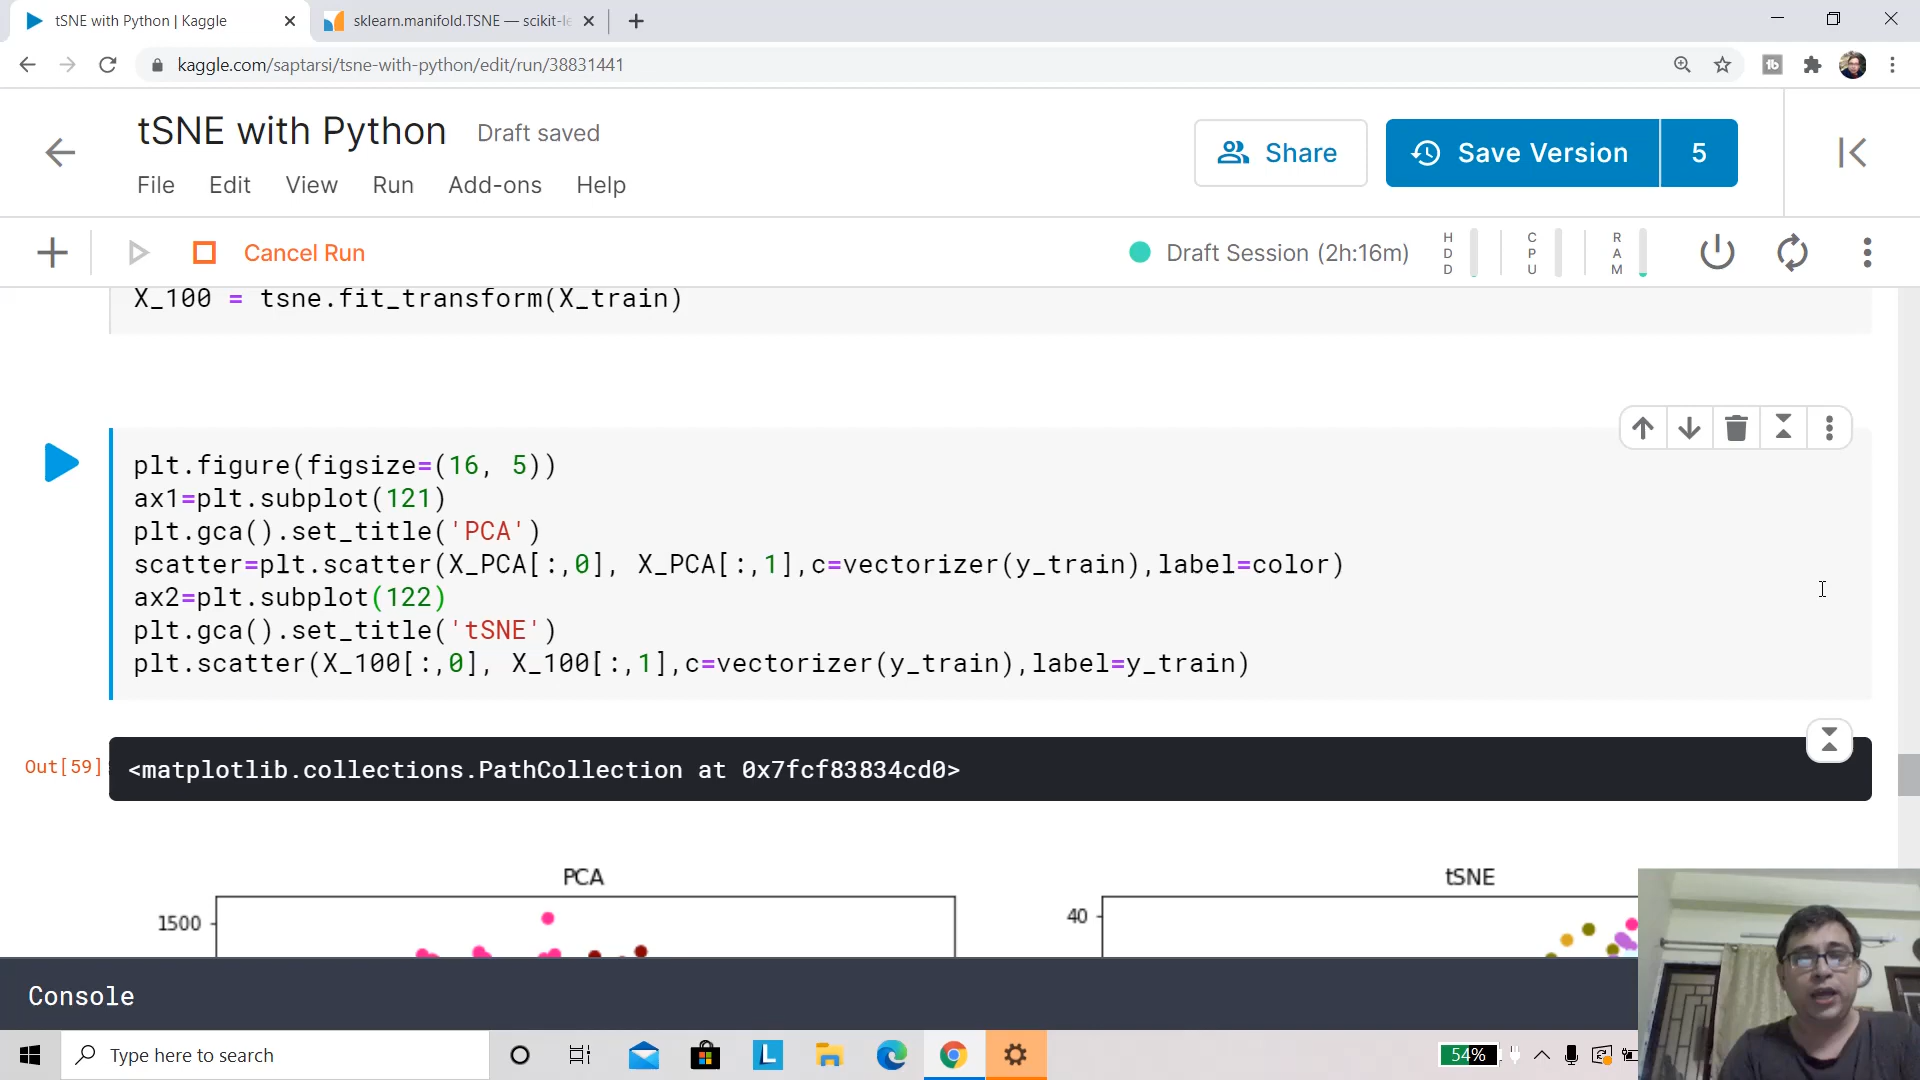 tSNE with Python | Kaggle
sklearn.manifold.TSNE — scikit-le
kaggle.com/saptarsi/tsne-with-python/edit/run/38831441
tSNE with Python
Draft saved
Share
Save Version
5
File
Edit
View
Run
Add-ons
Help
Cancel Run
Draft Session (2h:16m)
HDD
CPU
RAM
X_100 = tsne.fit_transform(X_train)
plt.figure(figsize=(16, 5))
ax1=plt.subplot(121)
plt.gca().set_title('PCA')
scatter=plt.scatter(X_PCA[:,0], X_PCA[:,1],c=vectorizer(y_train),label=color)
ax2=plt.subplot(122)
plt.gca().set_title('tSNE')
plt.scatter(X_100[:,0], X_100[:,1],c=vectorizer(y_train),label=y_train)
Out[59]
<matplotlib.collections.PathCollection at 0x7fcf83834cd0>
PCA
tSNE
1500
40
Console
Type here to search
L
54%